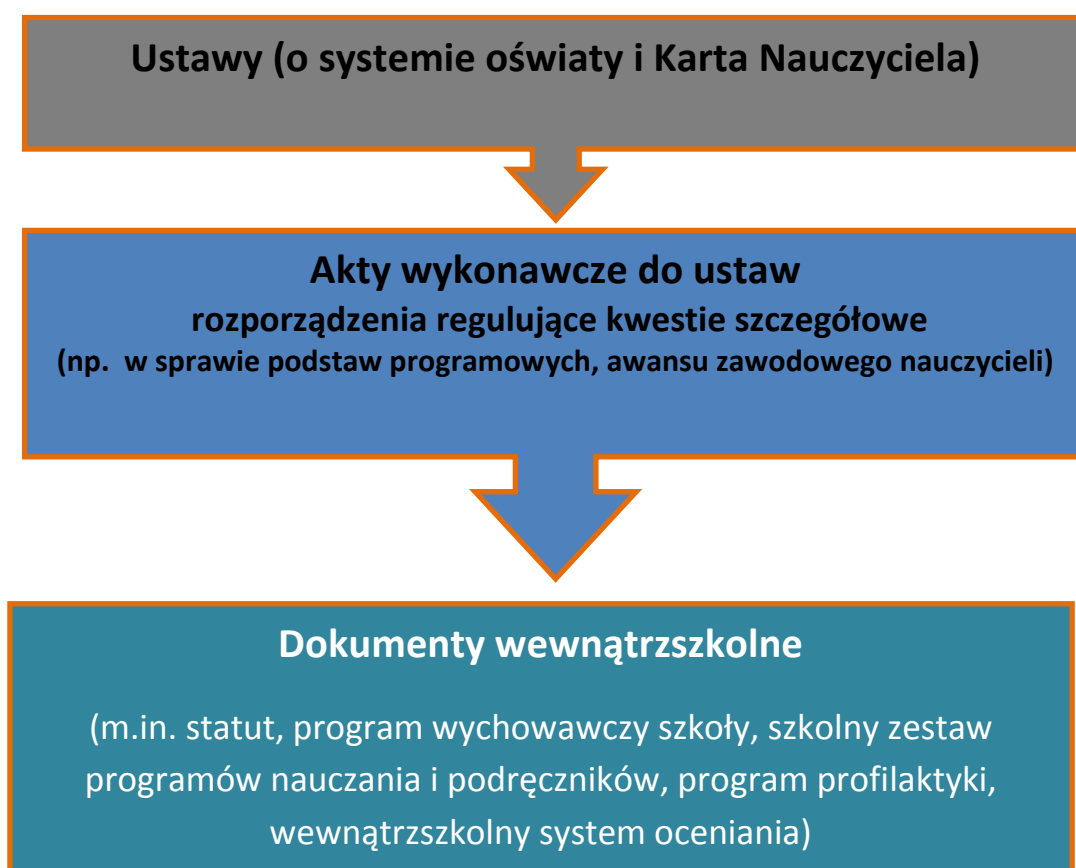 Ustawy (o systemie oświaty i Karta Nauczyciela)
Akty wykonawcze do ustaw
rozporządzenia regulujące kwestie szczegółowe
(np. w sprawie podstaw programowych, awansu zawodowego nauczycieli)
Dokumenty wewnątrzszkolne
(m.in. statut, program wychowawczy szkoły, szkolny zestaw
programów nauczania i podręczników, program profilaktyki,
wewnątrzszkolny system oceniania)